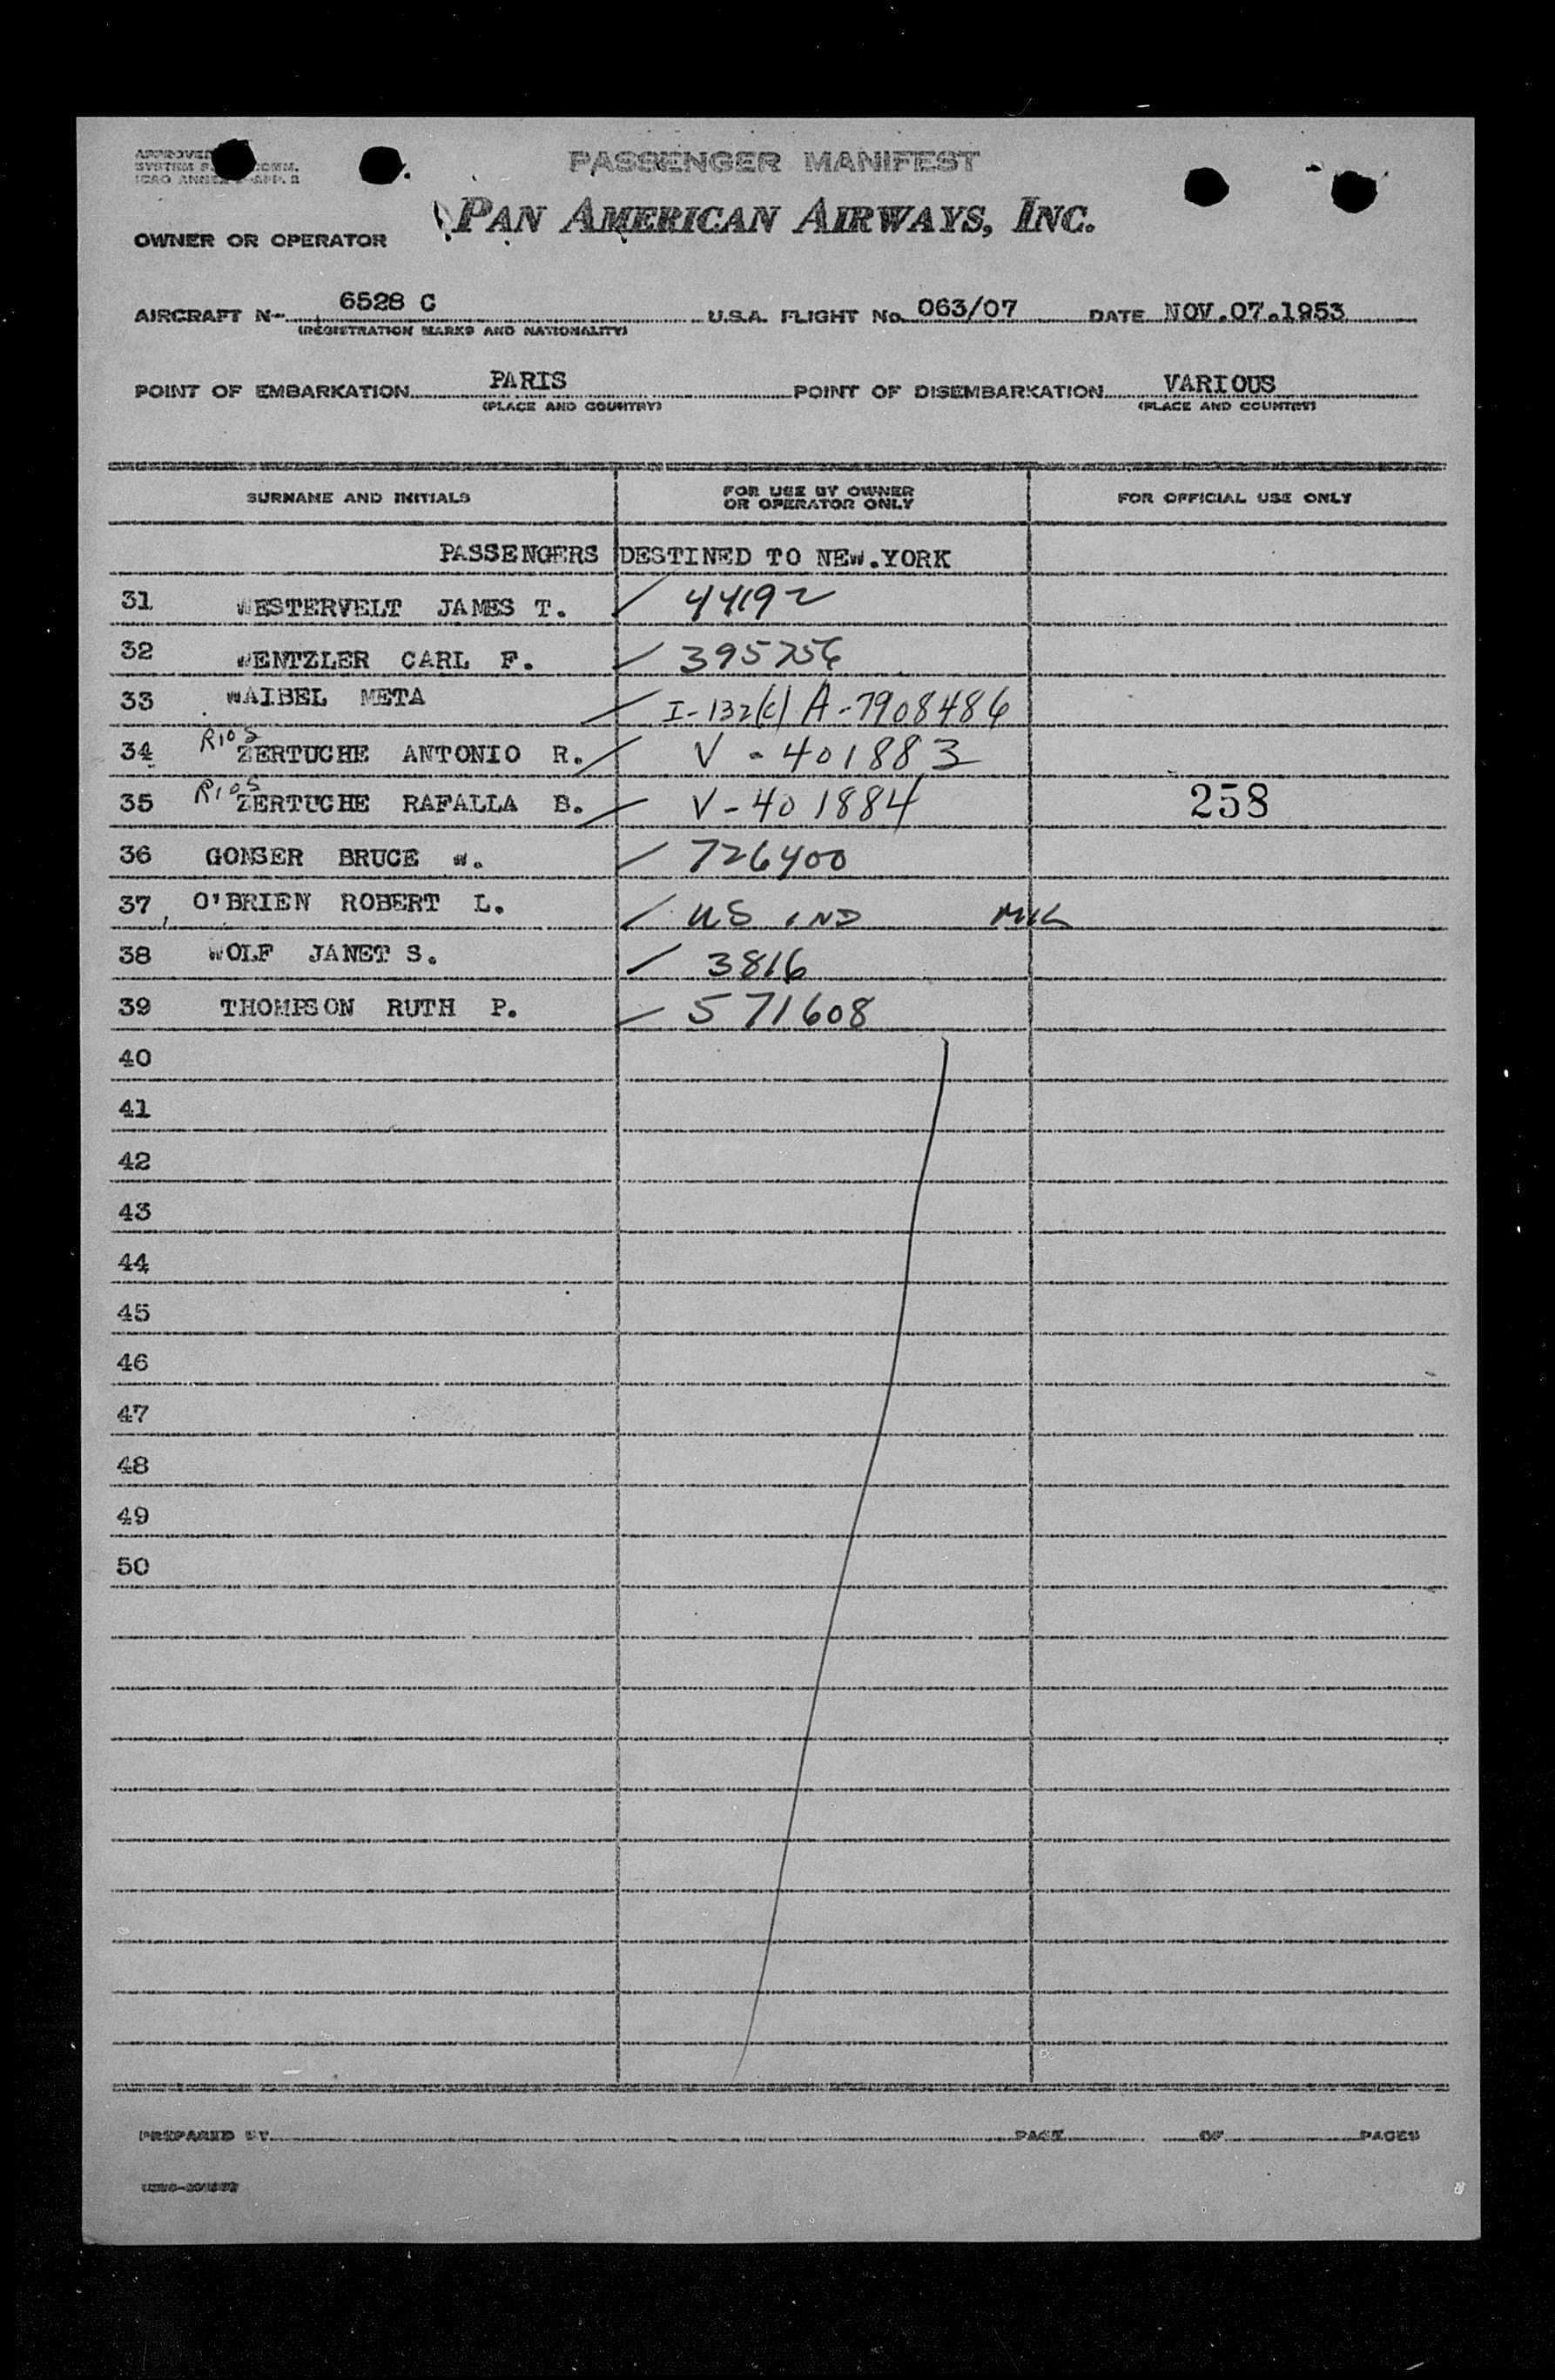 PASSENGER MANIFEST
PAN AMERICAN AIRWAYS, INC.
OWNER OR OPERATOR
AIRCRAFT N- 6528 C U.S.A. FLIGHT No. 063/07 DATE NOV.07.1953
(REGISTRATION MARKS AND NATIONALITY)
POINT OF EMBARKATION PARIS POINT OF DISEMBARKATION VARIOUS
(PLACE AND COUNTRY) (PLACE AND COUNTRY)
SURNAME AND INITIALS FOR USE BY OWNER OR OPERATOR ONLY FOR OFFICIAL USE ONLY
PASSENGERS DESTINED TO NEW.YORK
31 WESTERVELT JAMES T. 44192
32 WENTZLER CARL F. 395756
33 WAIBEL META I-132(c) A-7908486
34 RIOS ZERTUCHE ANTONIO R. V-401883
35 RIOS ZERTUCHE RAFALLA B. V-401884 258
36 GONSER BRUCE W. 726400
37 O'BRIEN ROBERT L. US IND
38 WOLF JANET S. 3816
39 THOMPSON RUTH P. 571608
40
41
42
43
44
45
46
47
48
49
50
PREPARED BY PAGE OF PAGES